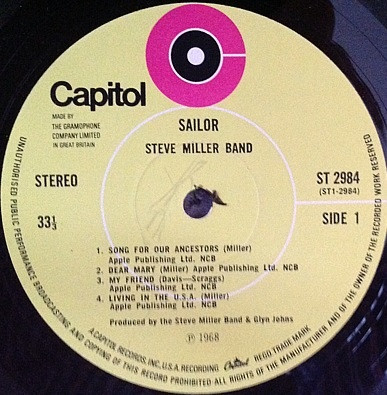 Capitol
MADE BY
THE GRAMOPHONE
COMPANY LIMITED
IN GREAT BRITAIN
SAILOR
STEVE MILLER BAND
STEREO
33⅓
ST 2984
(ST1-2984)
SIDE 1
1. SONG FOR OUR ANCESTORS (Miller)
Apple Publishing Ltd. NCB
2. DEAR MARY (Miller) Apple Publishing Ltd. NCB
3. MY FRIEND (Davis—Scraggs)
Apple Publishing Ltd. NCB
4. LIVING IN THE U.S.A. (Miller)
Apple Publishing Ltd. NCB
Produced by the Steve Miller Band & Glyn Johns
℗ 1968
A CAPITOL RECORDS, INC., U.S.A. RECORDING Capitol REGD TRADE MARK
UNAUTHORISED PUBLIC PERFORMANCE BROADCASTING AND COPYING OF THIS RECORD PROHIBITED ALL RIGHTS OF THE MANUFACTURER AND OF THE OWNER OF THE RECORDED WORK RESERVED